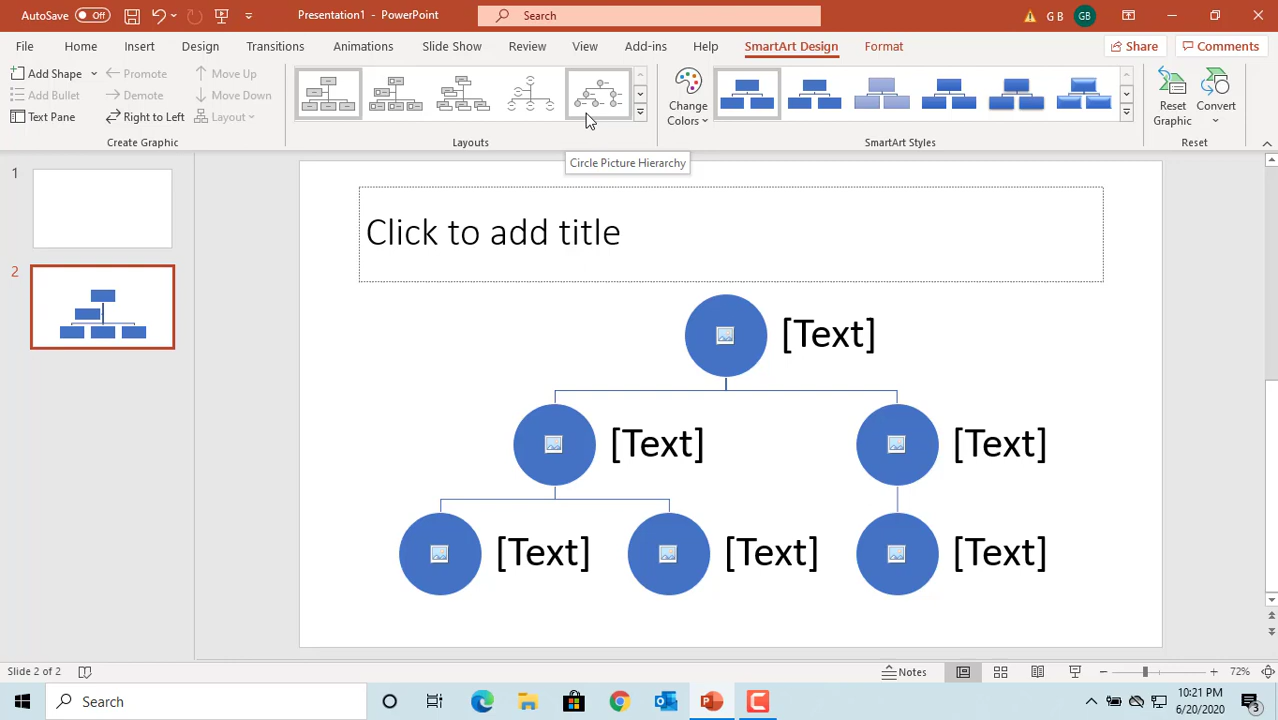 AutoSave Off Presentation1 - PowerPoint Search G B GB
File Home Insert Design Transitions Animations Slide Show Review View Add-ins Help SmartArt Design Format Share Comments
Add Shape Promote Move Up
Add Bullet Demote Move Down
Text Pane Right to Left Layout
Change Colors
Reset Graphic
Convert
Create Graphic Layouts SmartArt Styles Reset
Circle Picture Hierarchy
1
2
Click to add title
[Text]
[Text] [Text]
[Text] [Text] [Text]
Slide 2 of 2 Notes 72%
Search 10:21 PM
6/20/2020
3